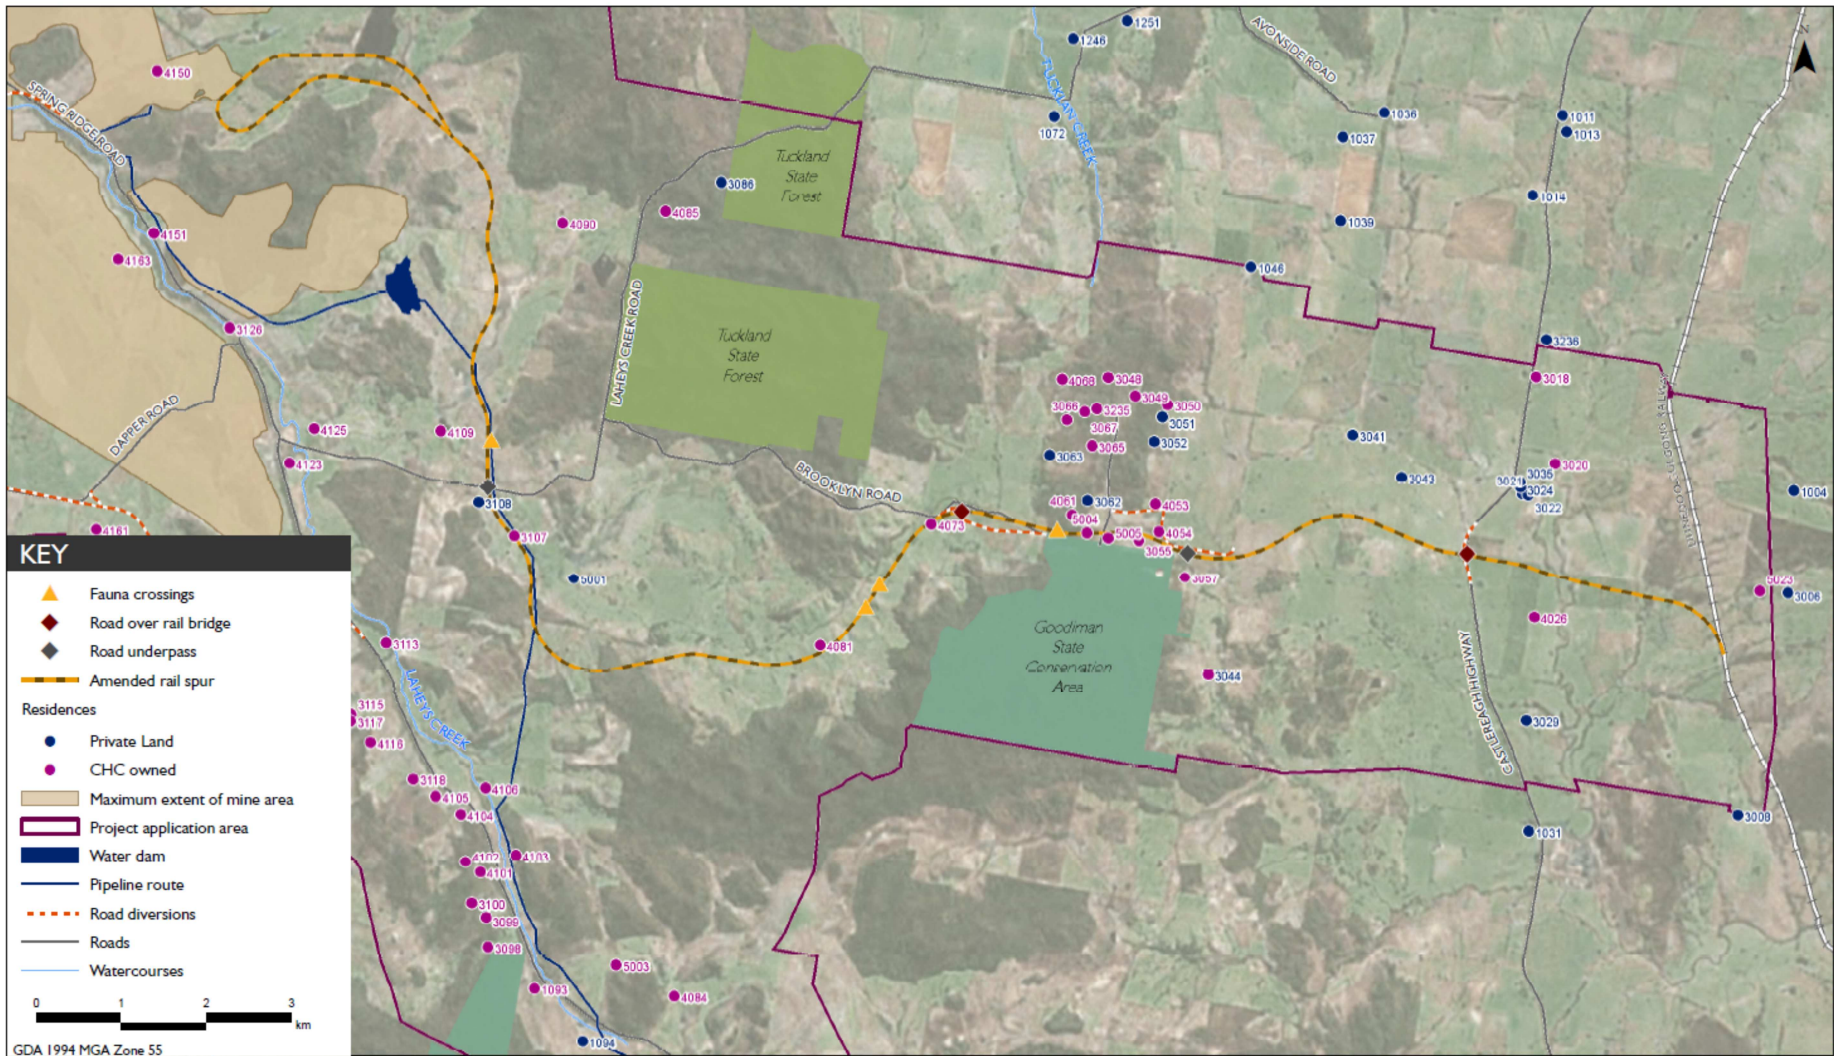 1251
1246
AVONSIDE ROAD
4150
TUCKLAN CREEK
SPRING RIDGE ROAD
1072
1036
1037
1011
1013
Tuckland
State
Forest
3086
4085
4090
1014
1039
4151
4163
1046
3126
LAHEYS CREEK ROAD
Tuckland
State
Forest
3236
3018
4068
3048
3049
3050
3066
3235
3051
3067
3052
3065
3063
DAPPER ROAD
4125
4109
4123
3041
3043
3020
3035
3021
3024
3022
1004
BROOKLYN ROAD
3108
4061
3062
4053
5004
4073
4054
5005
3055
3107
4161
5001
3057
5023
3006
4026
Goodiman
State
Conservation
Area
4081
3113
3044
LAHEYS CREEK
CASTLEREAGH HIGHWAY
3115
3117
4116
3029
3118
4106
4105
4104
3008
1031
4102
4103
4101
3100
3099
3098
5003
4084
1093
1094
KEY
Fauna crossings
Road over rail bridge
Road underpass
Amended rail spur
Residences
Private Land
CHC owned
Maximum extent of mine area
Project application area
Water dam
Pipeline route
Road diversions
Roads
Watercourses
0 1 2 3
km
GDA 1994 MGA Zone 55